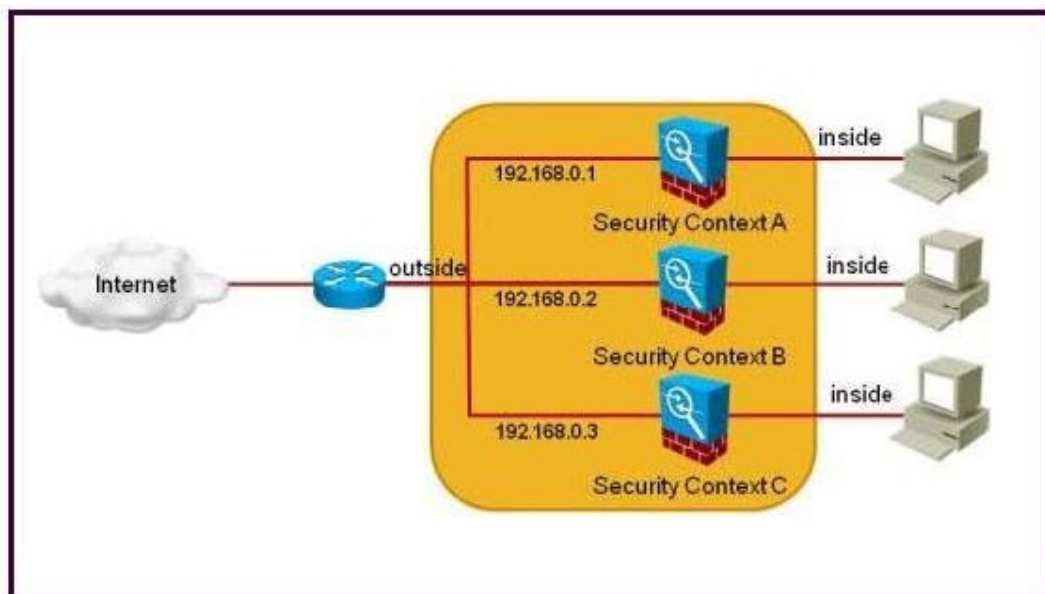 inside
192.168.0.1
Security Context A
Internet
outside
inside
192.168.0.2
Security Context B
inside
192.168.0.3
Security Context C